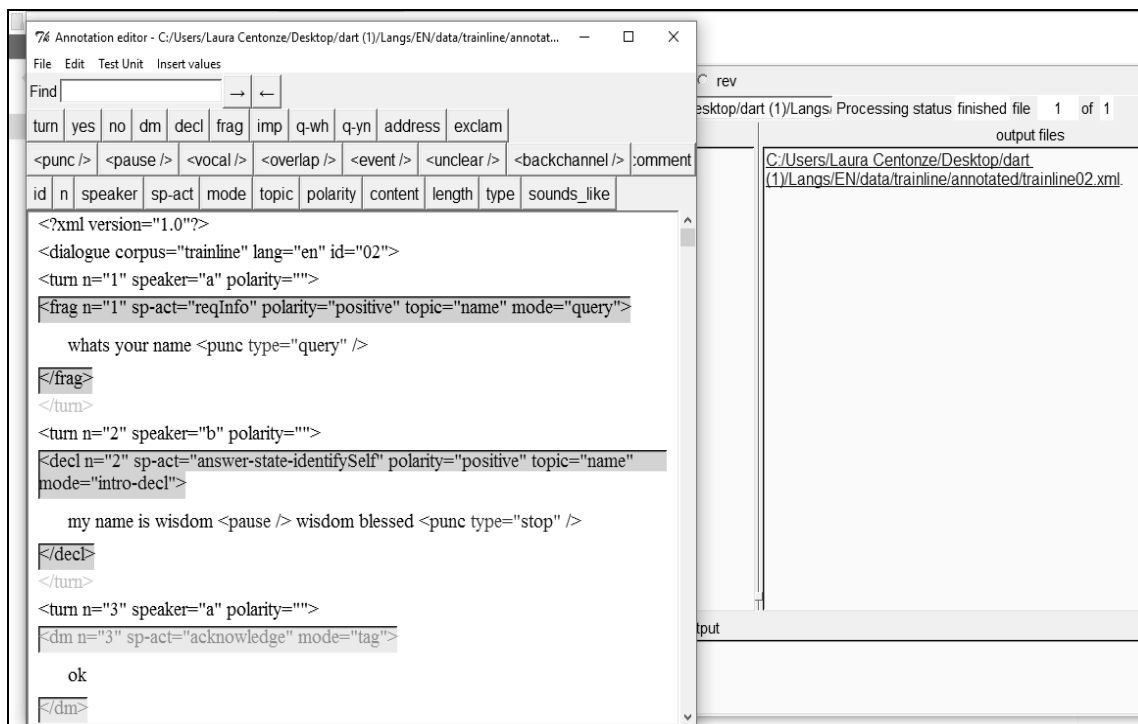 Annotation editor - C:/Users/Laura Centonze/Desktop/dart (1)/Langs/EN/data/trainline/annotat...
File Edit Test Unit Insert values
Find → ←
turn yes no dm decl frag imp q-wh q-yn address exclam
<punc /> <pause /> <vocal /> <overlap /> <event /> <unclear /> <backchannel /> :omment
id n speaker sp-act mode topic polarity content length type sounds_like
<?xml version="1.0"?>
<dialogue corpus="trainline" lang="en" id="02">
<turn n="1" speaker="a" polarity="">
<frag n="1" sp-act="reqInfo" polarity="positive" topic="name" mode="query">
whats your name <punc type="query" />
</frag>
</turn>
<turn n="2" speaker="b" polarity="">
<decl n="2" sp-act="answer-state-identifySelf" polarity="positive" topic="name"
mode="intro-decl">
my name is wisdom <pause /> wisdom blessed <punc type="stop" />
</decl>
</turn>
<turn n="3" speaker="a" polarity="">
<dm n="3" sp-act="acknowledge" mode="tag">
ok
</dm>
rev
esktop/dart (1)/Langs/ Processing status finished file 1 of 1
output files
C:/Users/Laura Centonze/Desktop/dart
(1)/Langs/EN/data/trainline/annotated/trainline02.xml.
tput